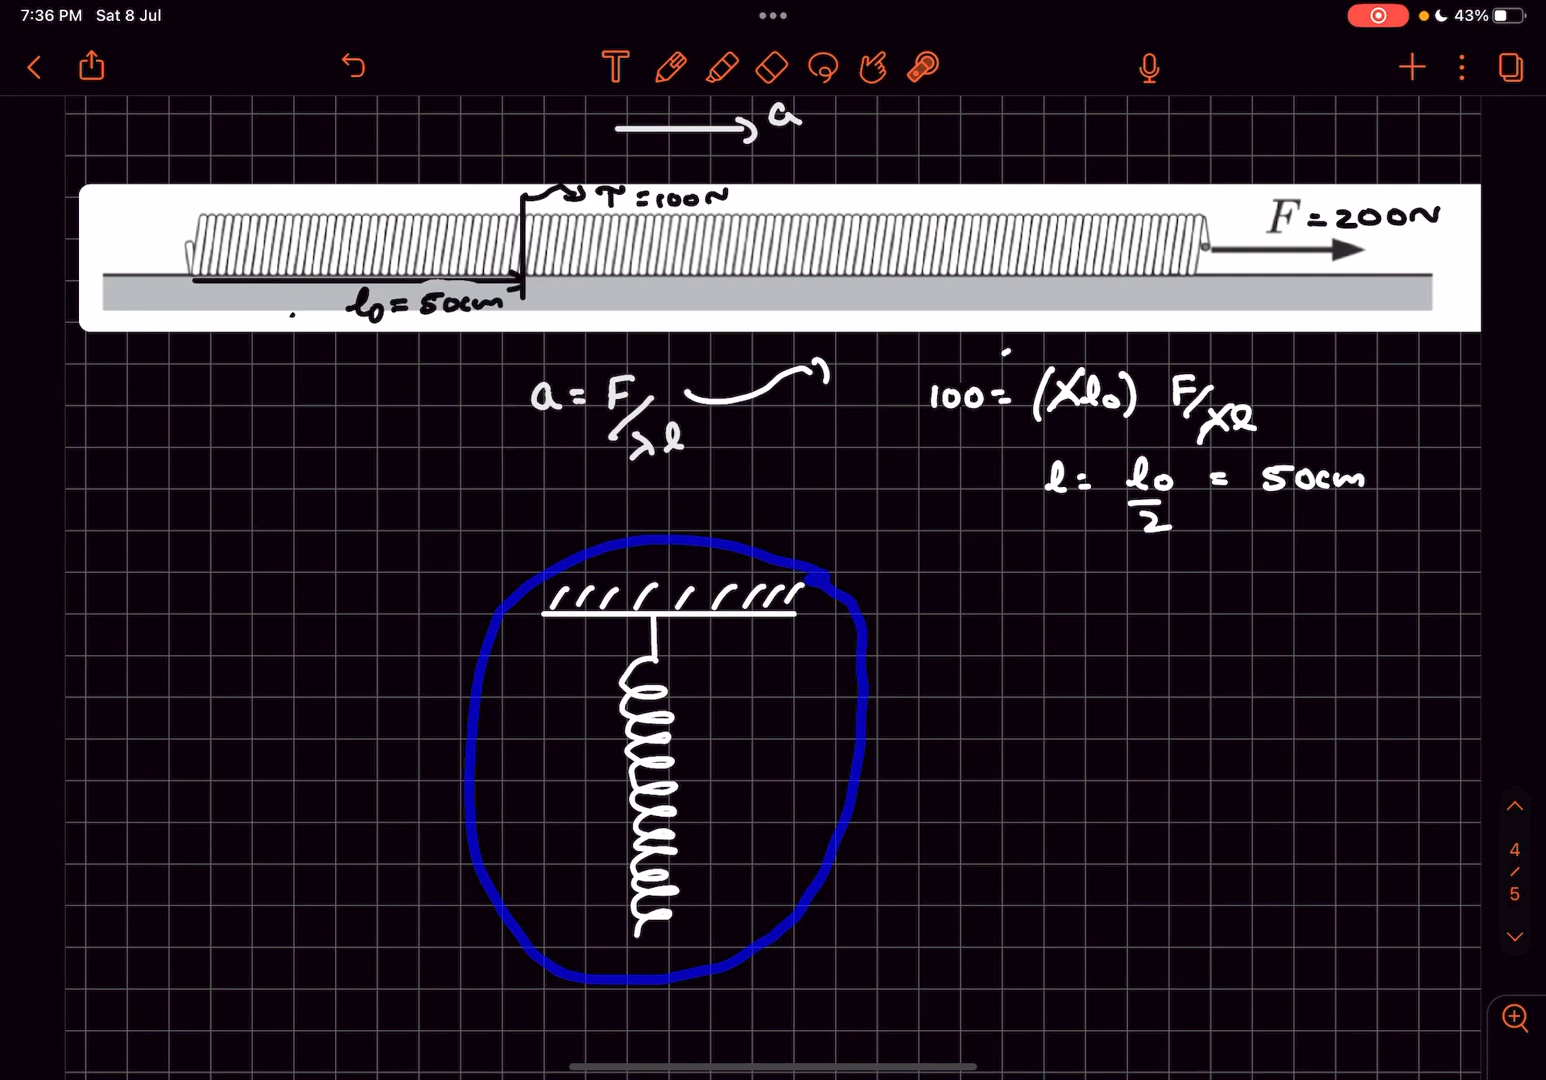 7:36 PM Sat 8 Jul
43%
T
a
T = 100N
F = 200N
l₀ = 50cm
a = F/λl
100 = (λl₀) F/λl
l = l₀/2 = 50cm
4
/
5